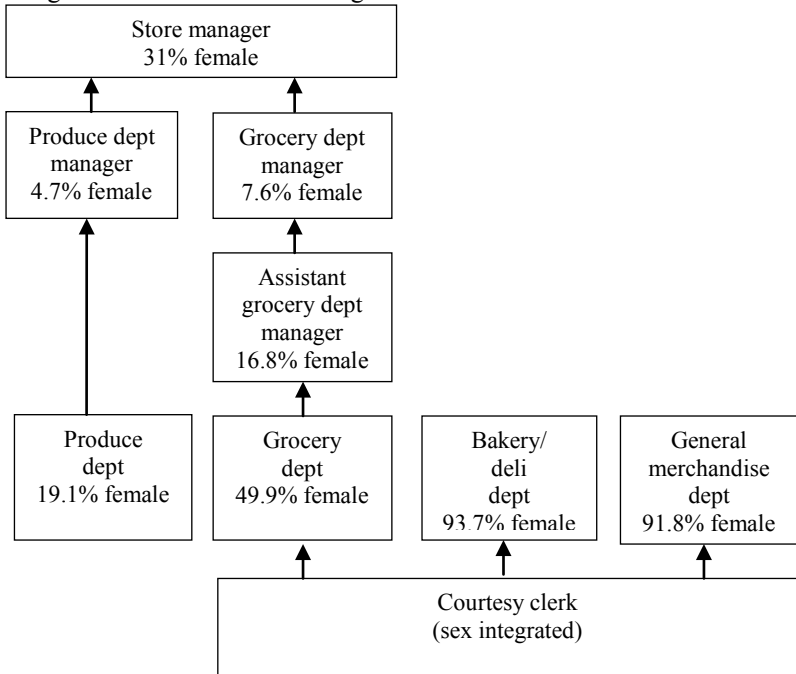 Store manager
31% female
Produce dept
manager
4.7% female
Grocery dept
manager
7.6% female
Assistant
grocery dept
manager
16.8% female
Produce
dept
19.1% female
Grocery
dept
49.9% female
Bakery/
deli
dept
93.7% female
General
merchandise
dept
91.8% female
Courtesy clerk
(sex integrated)